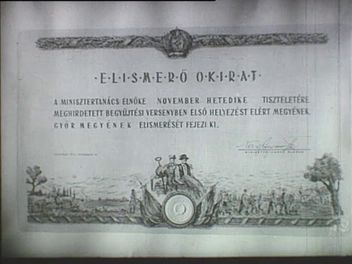 ELISMERŐ OKIRAT
A MINISZTERTANÁCS ELNÖKE NOVEMBER HETEDIKE TISZTELETÉRE
MEGHIRDETETT BEGYŰJTÉSI VERSENYBEN ELSŐ HELYEZÉST ELÉRT MEGYÉNEK,
GYŐR MEGYÉNEK ELISMERÉSÉT FEJEZI KI.